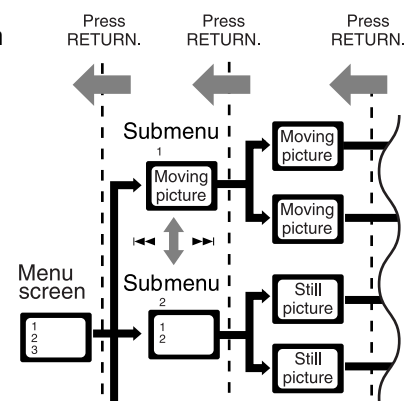 n
Press
RETURN.
Press
RETURN.
Press
RETURN.
Submenu
1
Moving
picture
Moving
picture
Moving
picture
Submenu
2
1
2
Menu
screen
1
2
3
Still
picture
Still
picture